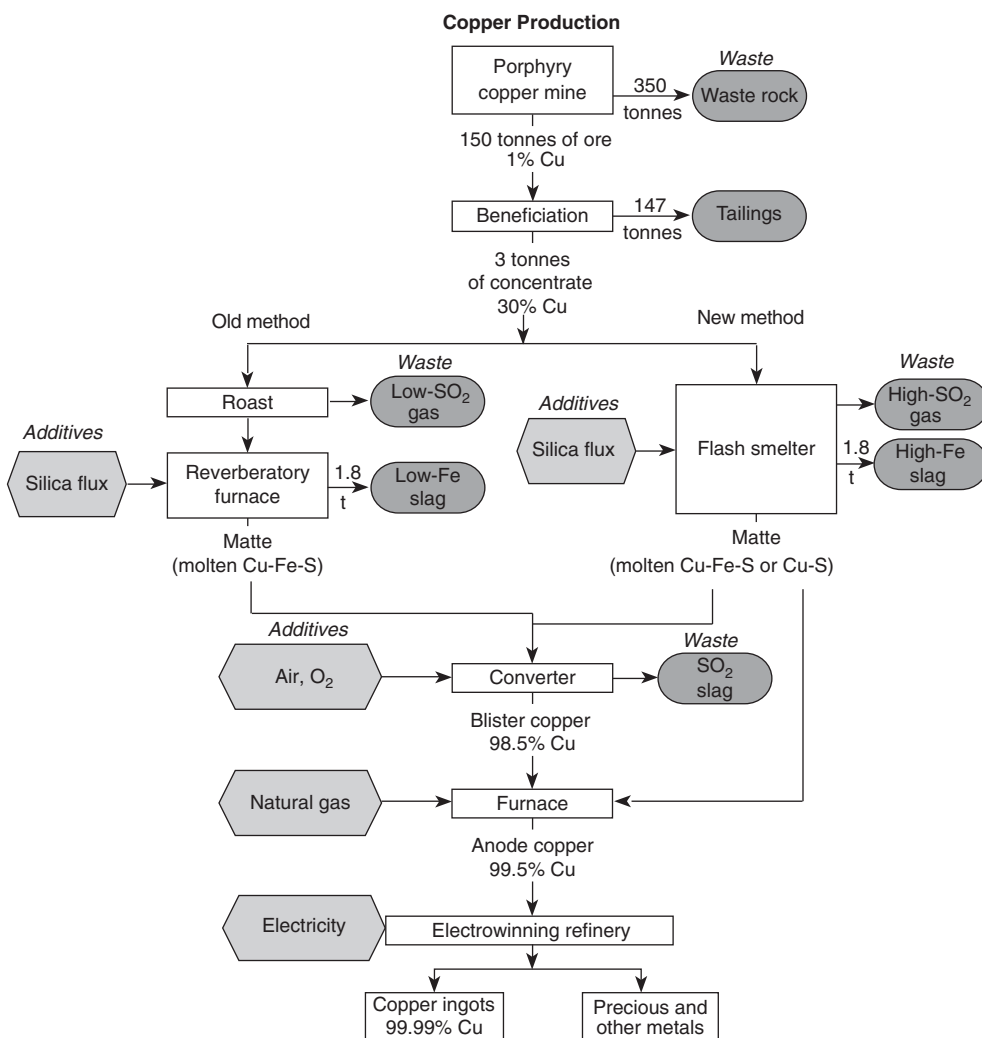 Copper Production
Porphyry
copper mine
350
tonnes
Waste
Waste rock
150 tonnes of ore
1% Cu
Beneficiation
147
tonnes
Tailings
3 tonnes
of concentrate
30% Cu
Old method
New method
Roast
Waste
Low-SO₂
gas
Additives
Silica flux
Reverberatory
furnace
1.8
t
Low-Fe
slag
Matte
(molten Cu-Fe-S)
Additives
Silica flux
Flash smelter
Waste
High-SO₂
gas
1.8
t
High-Fe
slag
Matte
(molten Cu-Fe-S or Cu-S)
Additives
Air, O₂
Converter
Waste
SO₂
slag
Blister copper
98.5% Cu
Natural gas
Furnace
Anode copper
99.5% Cu
Electricity
Electrowinning refinery
Copper ingots
99.99% Cu
Precious and
other metals